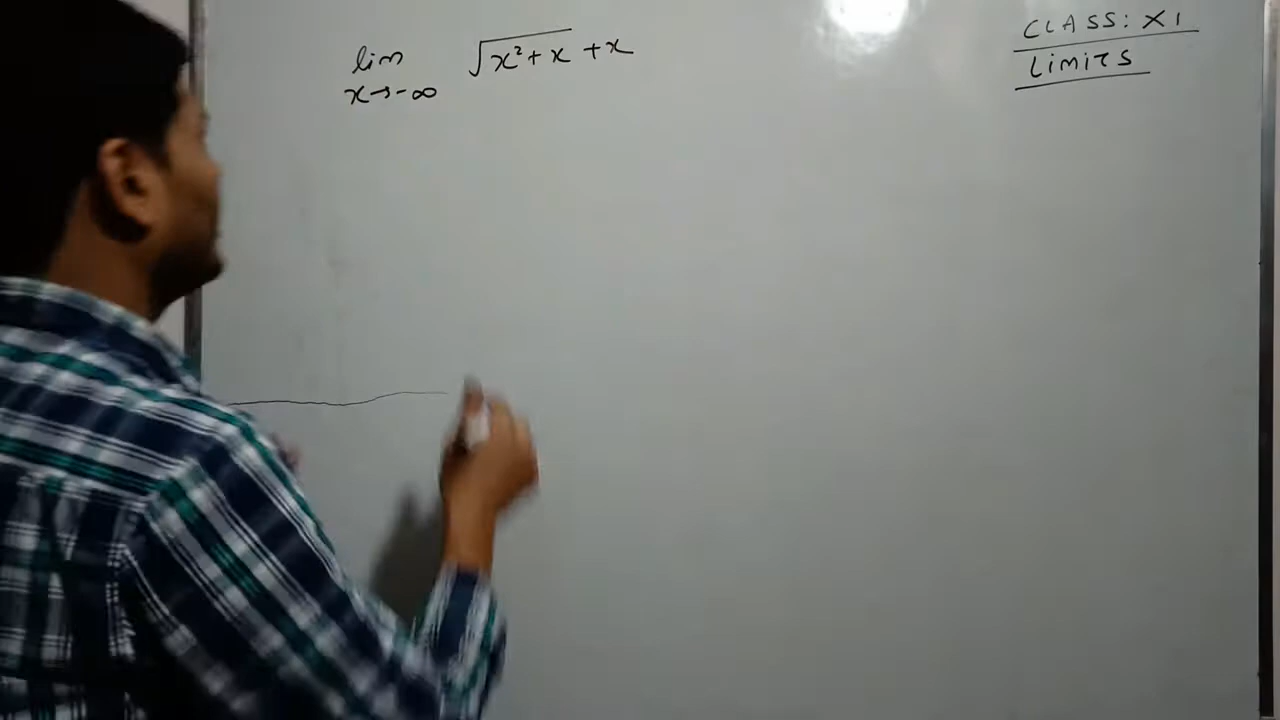 lim √x²+x +x
x→-∞
CLASS: XI
LIMITS